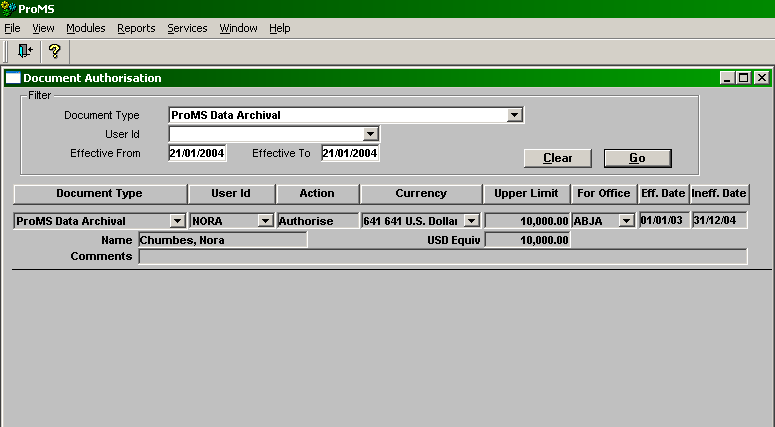 ProMS
File View Modules Reports Services Window Help
Document Authorisation
Filter
Document Type ProMS Data Archival
User Id
Effective From 21/01/2004 Effective To 21/01/2004 Clear Go
Document Type User Id Action Currency Upper Limit For Office Eff. Date Ineff. Date
ProMS Data Archival NORA Authorise 641 641 U.S. Dollar 10,000.00 ABJA 01/01/03 31/12/04
Name Chumbes, Nora USD Equiv 10,000.00
Comments